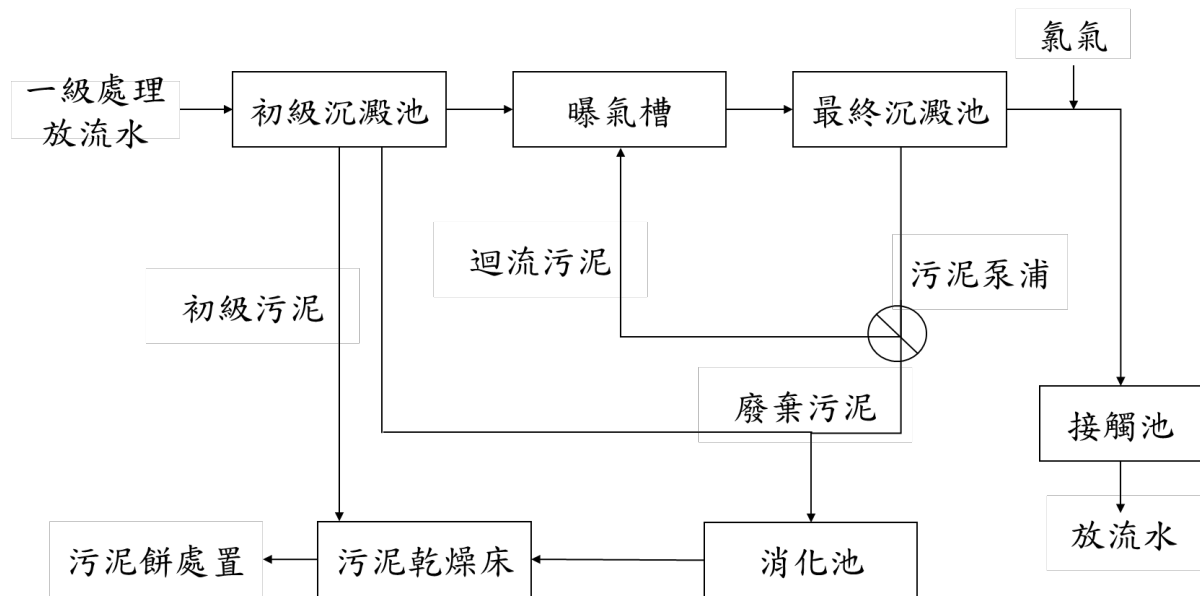 氯氣
一級處理
放流水
初級沉澱池
曝氣槽
最終沉澱池
迴流污泥
污泥泵浦
初級污泥
廢棄污泥
接觸池
污泥餅處置
污泥乾燥床
消化池
放流水